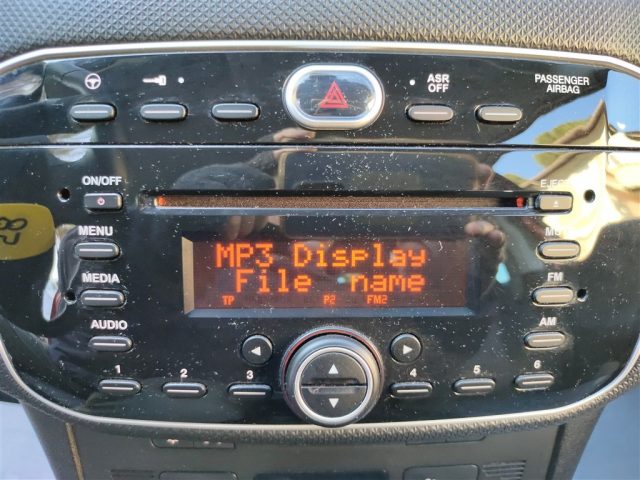 ASR
OFF
PASSENGER
AIRBAG
ON/OFF
EJECT
MENU
MEDIA
FM
AUDIO
AM
MP3 Display
File name
TP P2 FM2
1 2 3 4 5 6